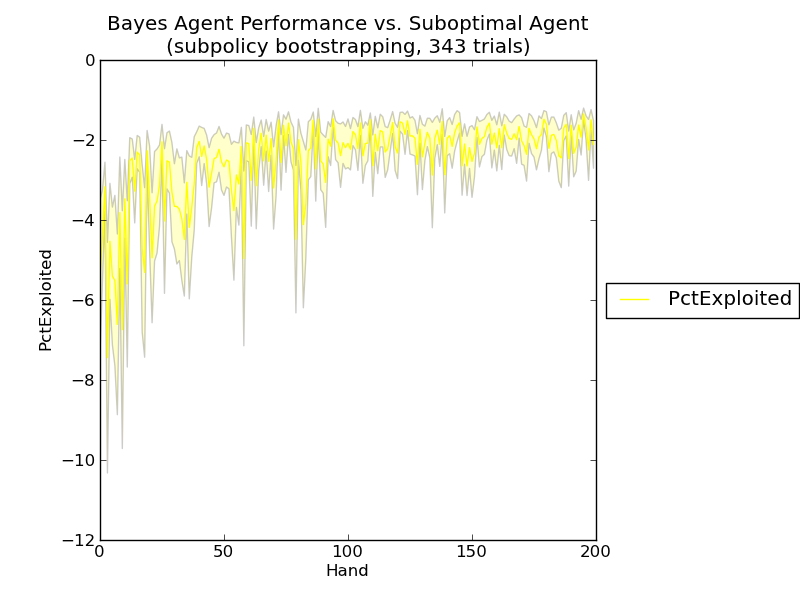 Bayes Agent Performance vs. Suboptimal Agent
(subpolicy bootstrapping, 343 trials)
0
−2
−4
−6
−8
−10
−12
PctExploited
0 50 100 150 200
Hand
PctExploited